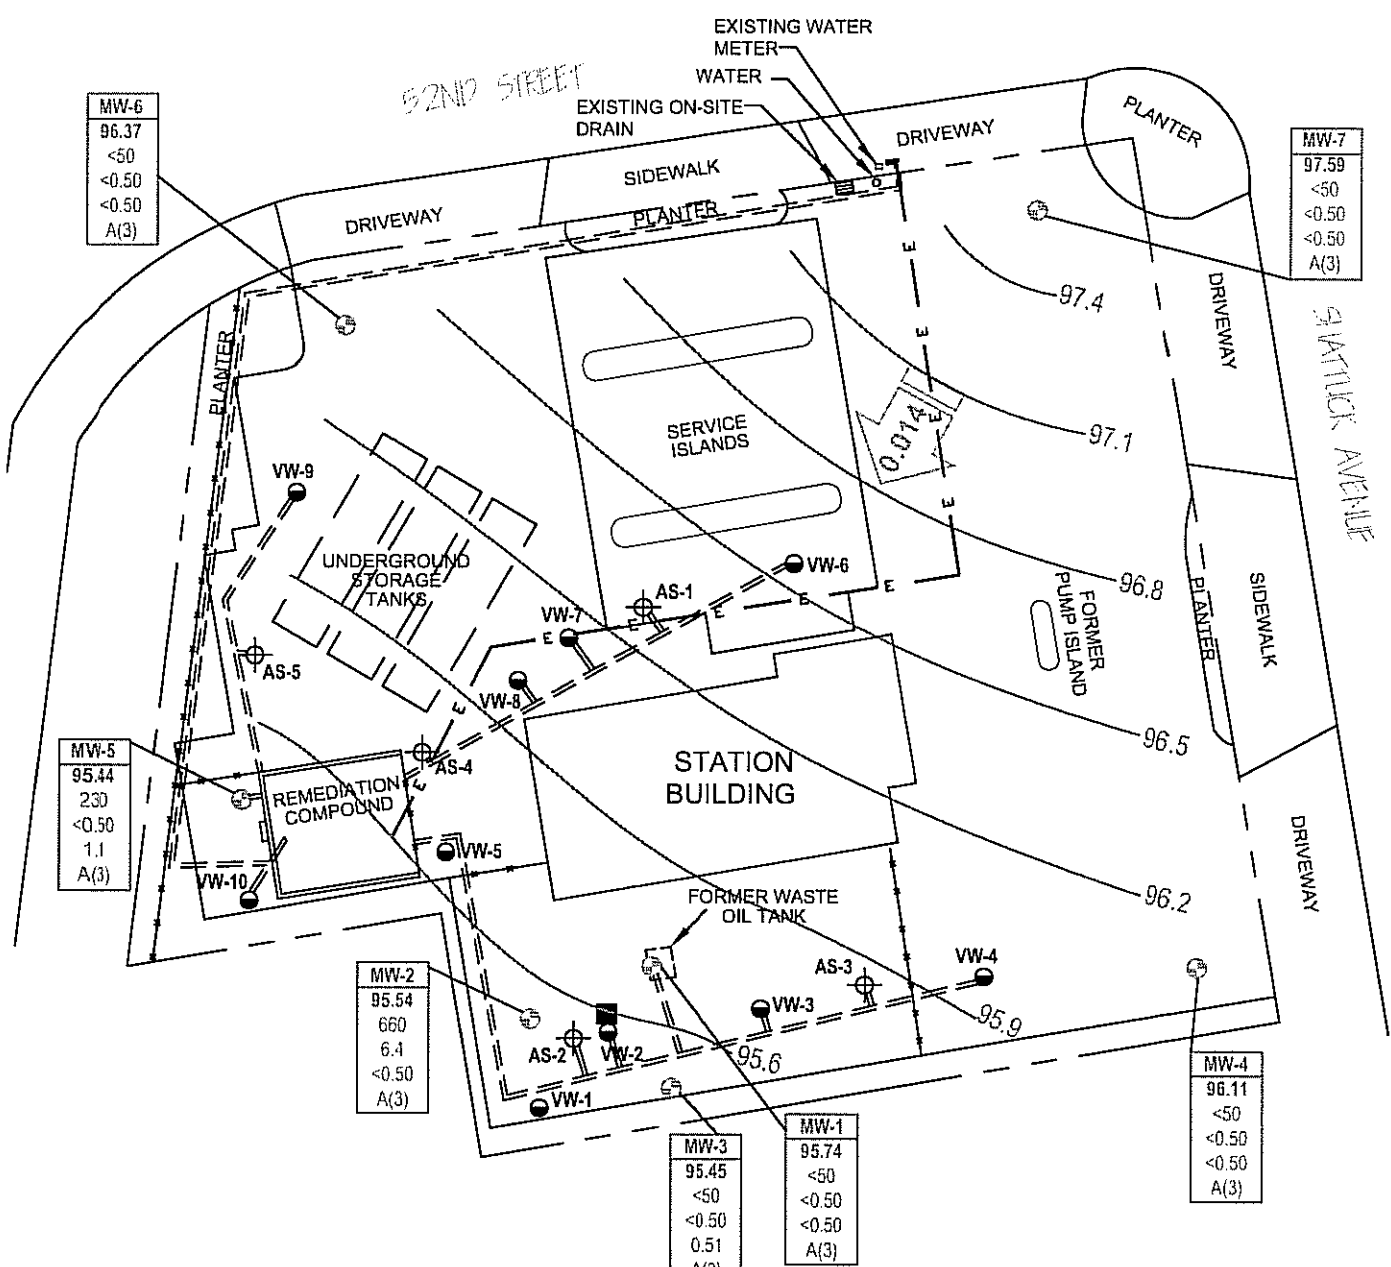 EXISTING WATER
METER
WATER
52ND STREET
EXISTING ON-SITE
DRAIN
DRIVEWAY
PLANTER
MW-6
96.37
<50
<0.50
<0.50
A(3)
MW-7
97.59
<50
<0.50
<0.50
A(3)
SIDEWALK
DRIVEWAY
PLANTER
E
97.4
DRIVEWAY
E
PLANTER
SHATTUCK AVENUE
SERVICE
ISLANDS
0.014
E
97.1
VW-9
E
UNDERGROUND
STORAGE
TANKS
VW-6
96.8
FORMER
PUMP ISLAND
PLANTER
SIDEWALK
AS-1
E
E
E
VW-7
E
E
AS-5
VW-8
E
96.5
MW-5
95.44
230
<0.50
1.1
A(3)
AS-4
E
REMEDIATION
COMPOUND
STATION
BUILDING
VW-5
VW-10
DRIVEWAY
96.2
FORMER WASTE
OIL TANK
MW-2
95.54
660
6.4
<0.50
A(3)
AS-3
VW-4
VW-3
95.9
AS-2
VW-2
95.6
VW-1
MW-4
96.11
<50
<0.50
<0.50
A(3)
MW-3
95.45
<50
<0.50
0.51
A(3)
MW-1
95.74
<50
<0.50
<0.50
A(3)